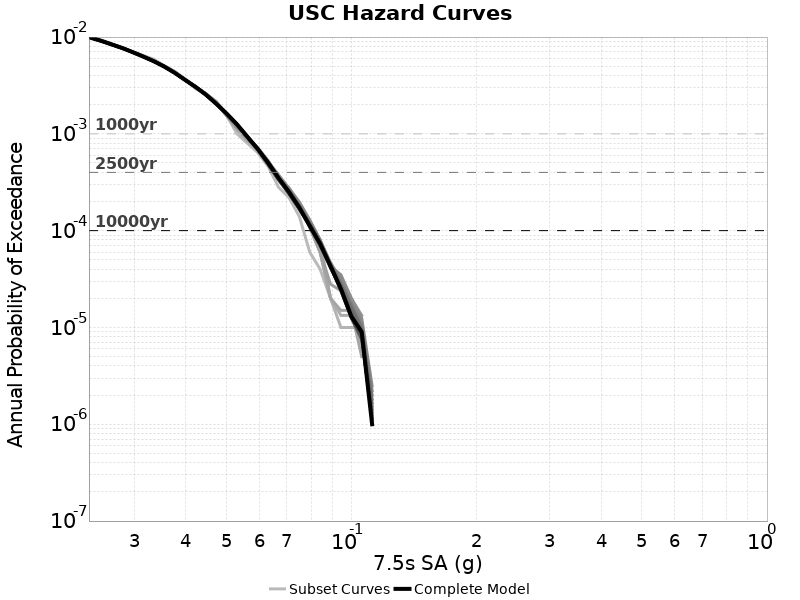 USC Hazard Curves
Annual Probability of Exceedance
10-2
10-3
10-4
10-5
10-6
10-7
1000yr
2500yr
10000yr
3 4 5 6 7 10-1 2 3 4 5 6 7 100
7.5s SA (g)
Subset Curves Complete Model